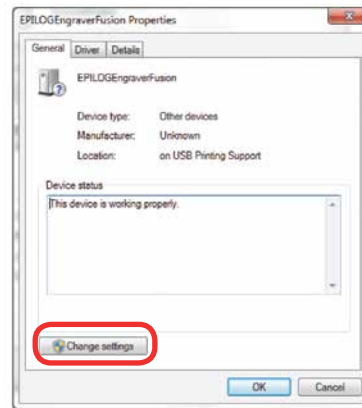 EPILOGEngraverFusion Properties
General Driver Details
EPILOGEngraverFusion
Device type: Other devices
Manufacturer: Unknown
Location: on USB Printing Support
Device status
This device is working properly.
Change settings
OK Cancel